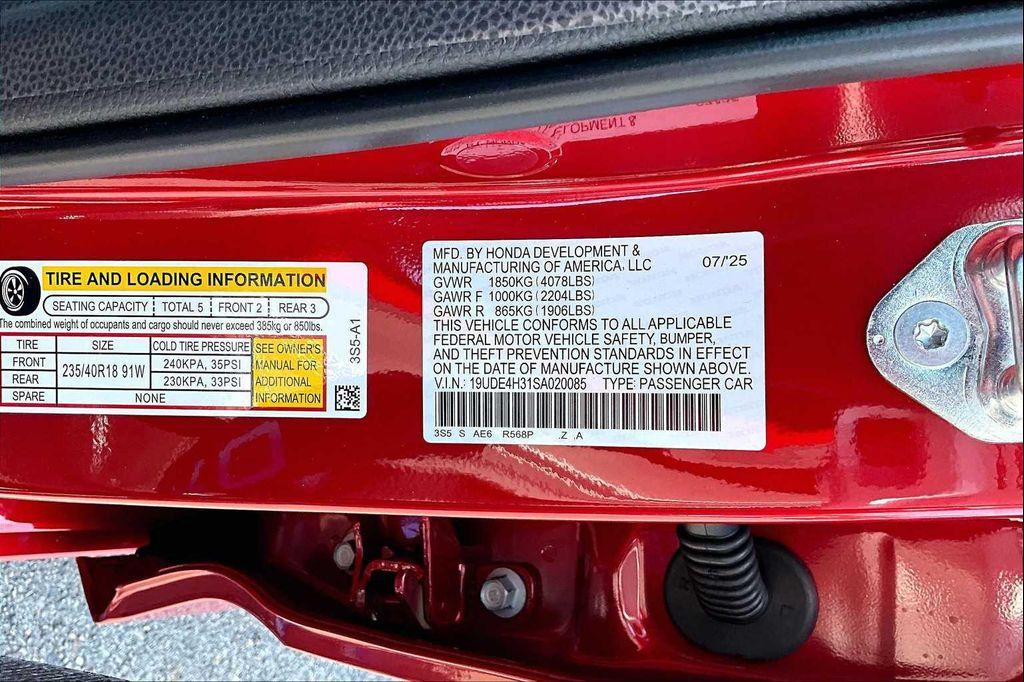 TIRE AND LOADING INFORMATION
SEATING CAPACITY TOTAL 5 FRONT 2 REAR 3
The combined weight of occupants and cargo should never exceed 385kg or 850lbs.
TIRE SIZE COLD TIRE PRESSURE SEE OWNER'S MANUAL FOR ADDITIONAL INFORMATION
FRONT 235/40R18 91W 240KPA, 35PSI
REAR 230KPA, 33PSI
SPARE NONE
3S5-A1
MFD. BY HONDA DEVELOPMENT &
MANUFACTURING OF AMERICA, LLC 07/'25
GVWR 1850KG (4078LBS)
GAWR F 1000KG (2204LBS)
GAWR R 865KG (1906LBS)
THIS VEHICLE CONFORMS TO ALL APPLICABLE
FEDERAL MOTOR VEHICLE SAFETY, BUMPER,
AND THEFT PREVENTION STANDARDS IN EFFECT
ON THE DATE OF MANUFACTURE SHOWN ABOVE.
V.I.N.: 19UDE4H31SA020085 TYPE: PASSENGER CAR
3S5 S AE6 R568P .Z .A